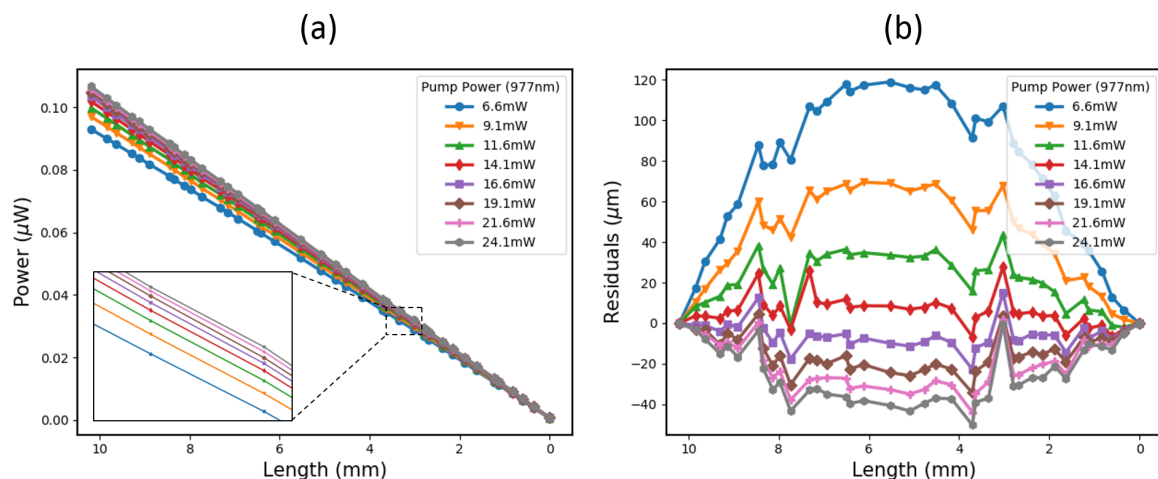 (a)
(b)
Pump Power (977nm)
6.6mW
9.1mW
11.6mW
14.1mW
16.6mW
19.1mW
21.6mW
24.1mW
Power (μW)
0.10
0.08
0.06
0.04
0.02
0.00
10 8 6 4 2 0
Length (mm)
Pump Power (977nm)
6.6mW
9.1mW
11.6mW
14.1mW
16.6mW
19.1mW
21.6mW
24.1mW
Residuals (μm)
120
100
80
60
40
20
0
−20
−40
10 8 6 4 2 0
Length (mm)